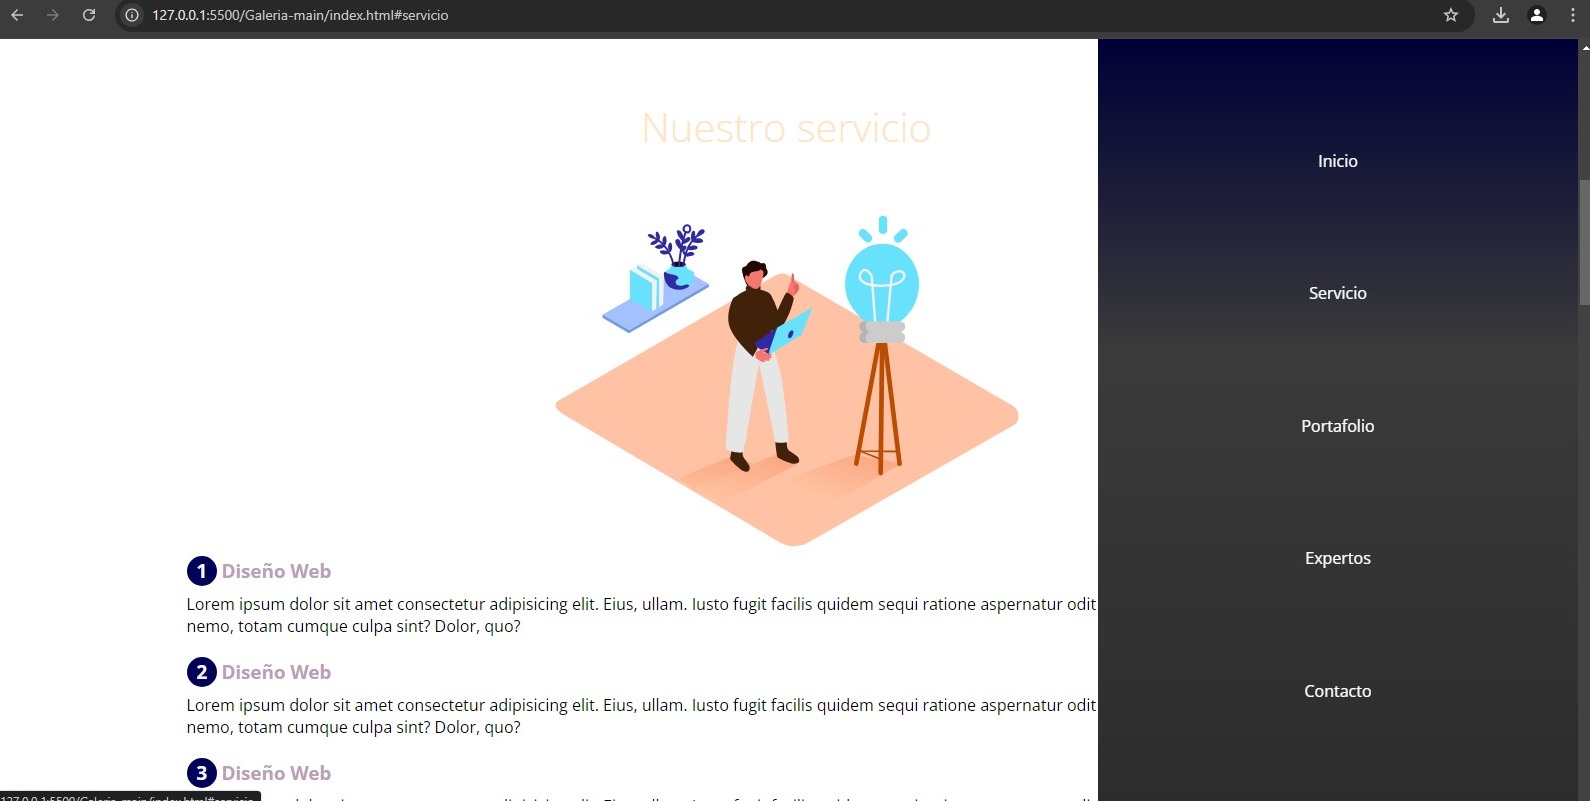 127.0.0.1:5500/Galeria-main/index.html#servicio
Nuestro servicio
Inicio
Servicio
Portafolio
Expertos
Contacto
1 Diseño Web
Lorem ipsum dolor sit amet consectetur adipisicing elit. Eius, ullam. Iusto fugit facilis quidem sequi ratione aspernatur odit
nemo, totam cumque culpa sint? Dolor, quo?
2 Diseño Web
Lorem ipsum dolor sit amet consectetur adipisicing elit. Eius, ullam. Iusto fugit facilis quidem sequi ratione aspernatur odit
nemo, totam cumque culpa sint? Dolor, quo?
3 Diseño Web
127.0.0.1:5500/Galeria-main/index.html#servicio